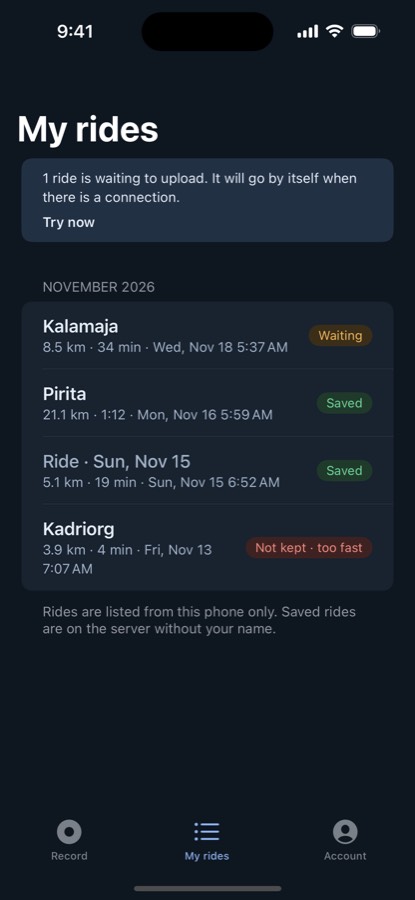 9:41
My rides
1 ride is waiting to upload. It will go by itself when
there is a connection.
Try now
NOVEMBER 2026
Kalamaja
8.5 km · 34 min · Wed, Nov 18 5:37 AM
Waiting
Pirita
21.1 km · 1:12 · Mon, Nov 16 5:59 AM
Saved
Ride · Sun, Nov 15
5.1 km · 19 min · Sun, Nov 15 6:52 AM
Saved
Kadriorg
3.9 km · 4 min · Fri, Nov 13
7:07 AM
Not kept · too fast
Rides are listed from this phone only. Saved rides
are on the server without your name.
Record
My rides
Account